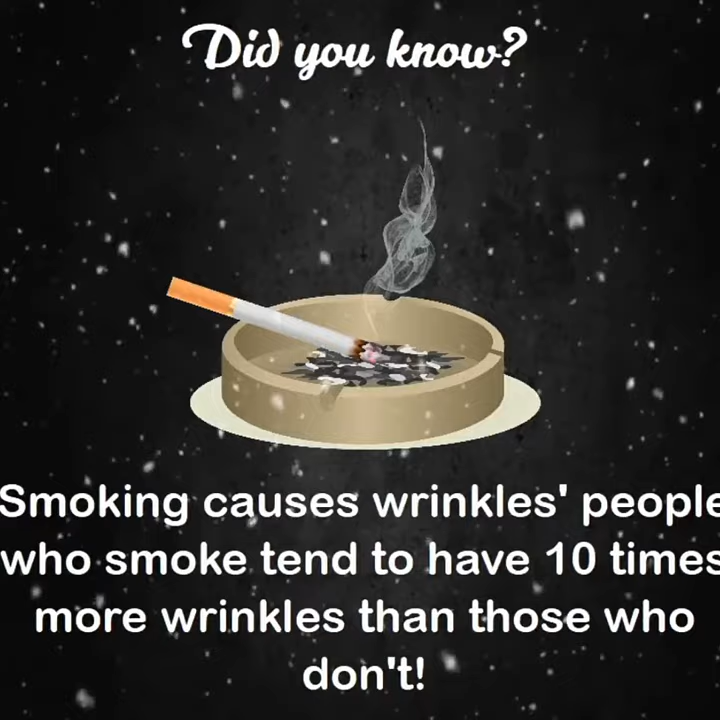 Did you know?
Smoking causes wrinkles' people
who smoke tend to have 10 times
more wrinkles than those who
don't!